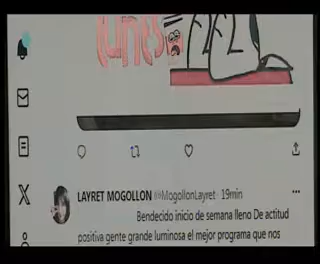 lunes
LAYRET MOGOLLON @MogollonLayret · 19min
Bendecido inicio de semana lleno De actitud
positiva gente grande luminosa el mejor programa que nos